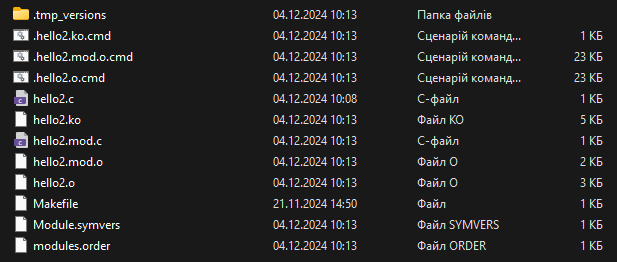 .tmp_versions 04.12.2024 10:13 Папка файлів
.hello2.ko.cmd 04.12.2024 10:13 Сценарій команд... 1 КБ
.hello2.mod.o.cmd 04.12.2024 10:13 Сценарій команд... 23 КБ
.hello2.o.cmd 04.12.2024 10:13 Сценарій команд... 23 КБ
hello2.c 04.12.2024 10:08 C-файл 1 КБ
hello2.ko 04.12.2024 10:13 Файл KO 5 КБ
hello2.mod.c 04.12.2024 10:13 C-файл 1 КБ
hello2.mod.o 04.12.2024 10:13 Файл O 2 КБ
hello2.o 04.12.2024 10:13 Файл O 3 КБ
Makefile 21.11.2024 14:50 Файл 1 КБ
Module.symvers 04.12.2024 10:13 Файл SYMVERS 1 КБ
modules.order 04.12.2024 10:13 Файл ORDER 1 КБ